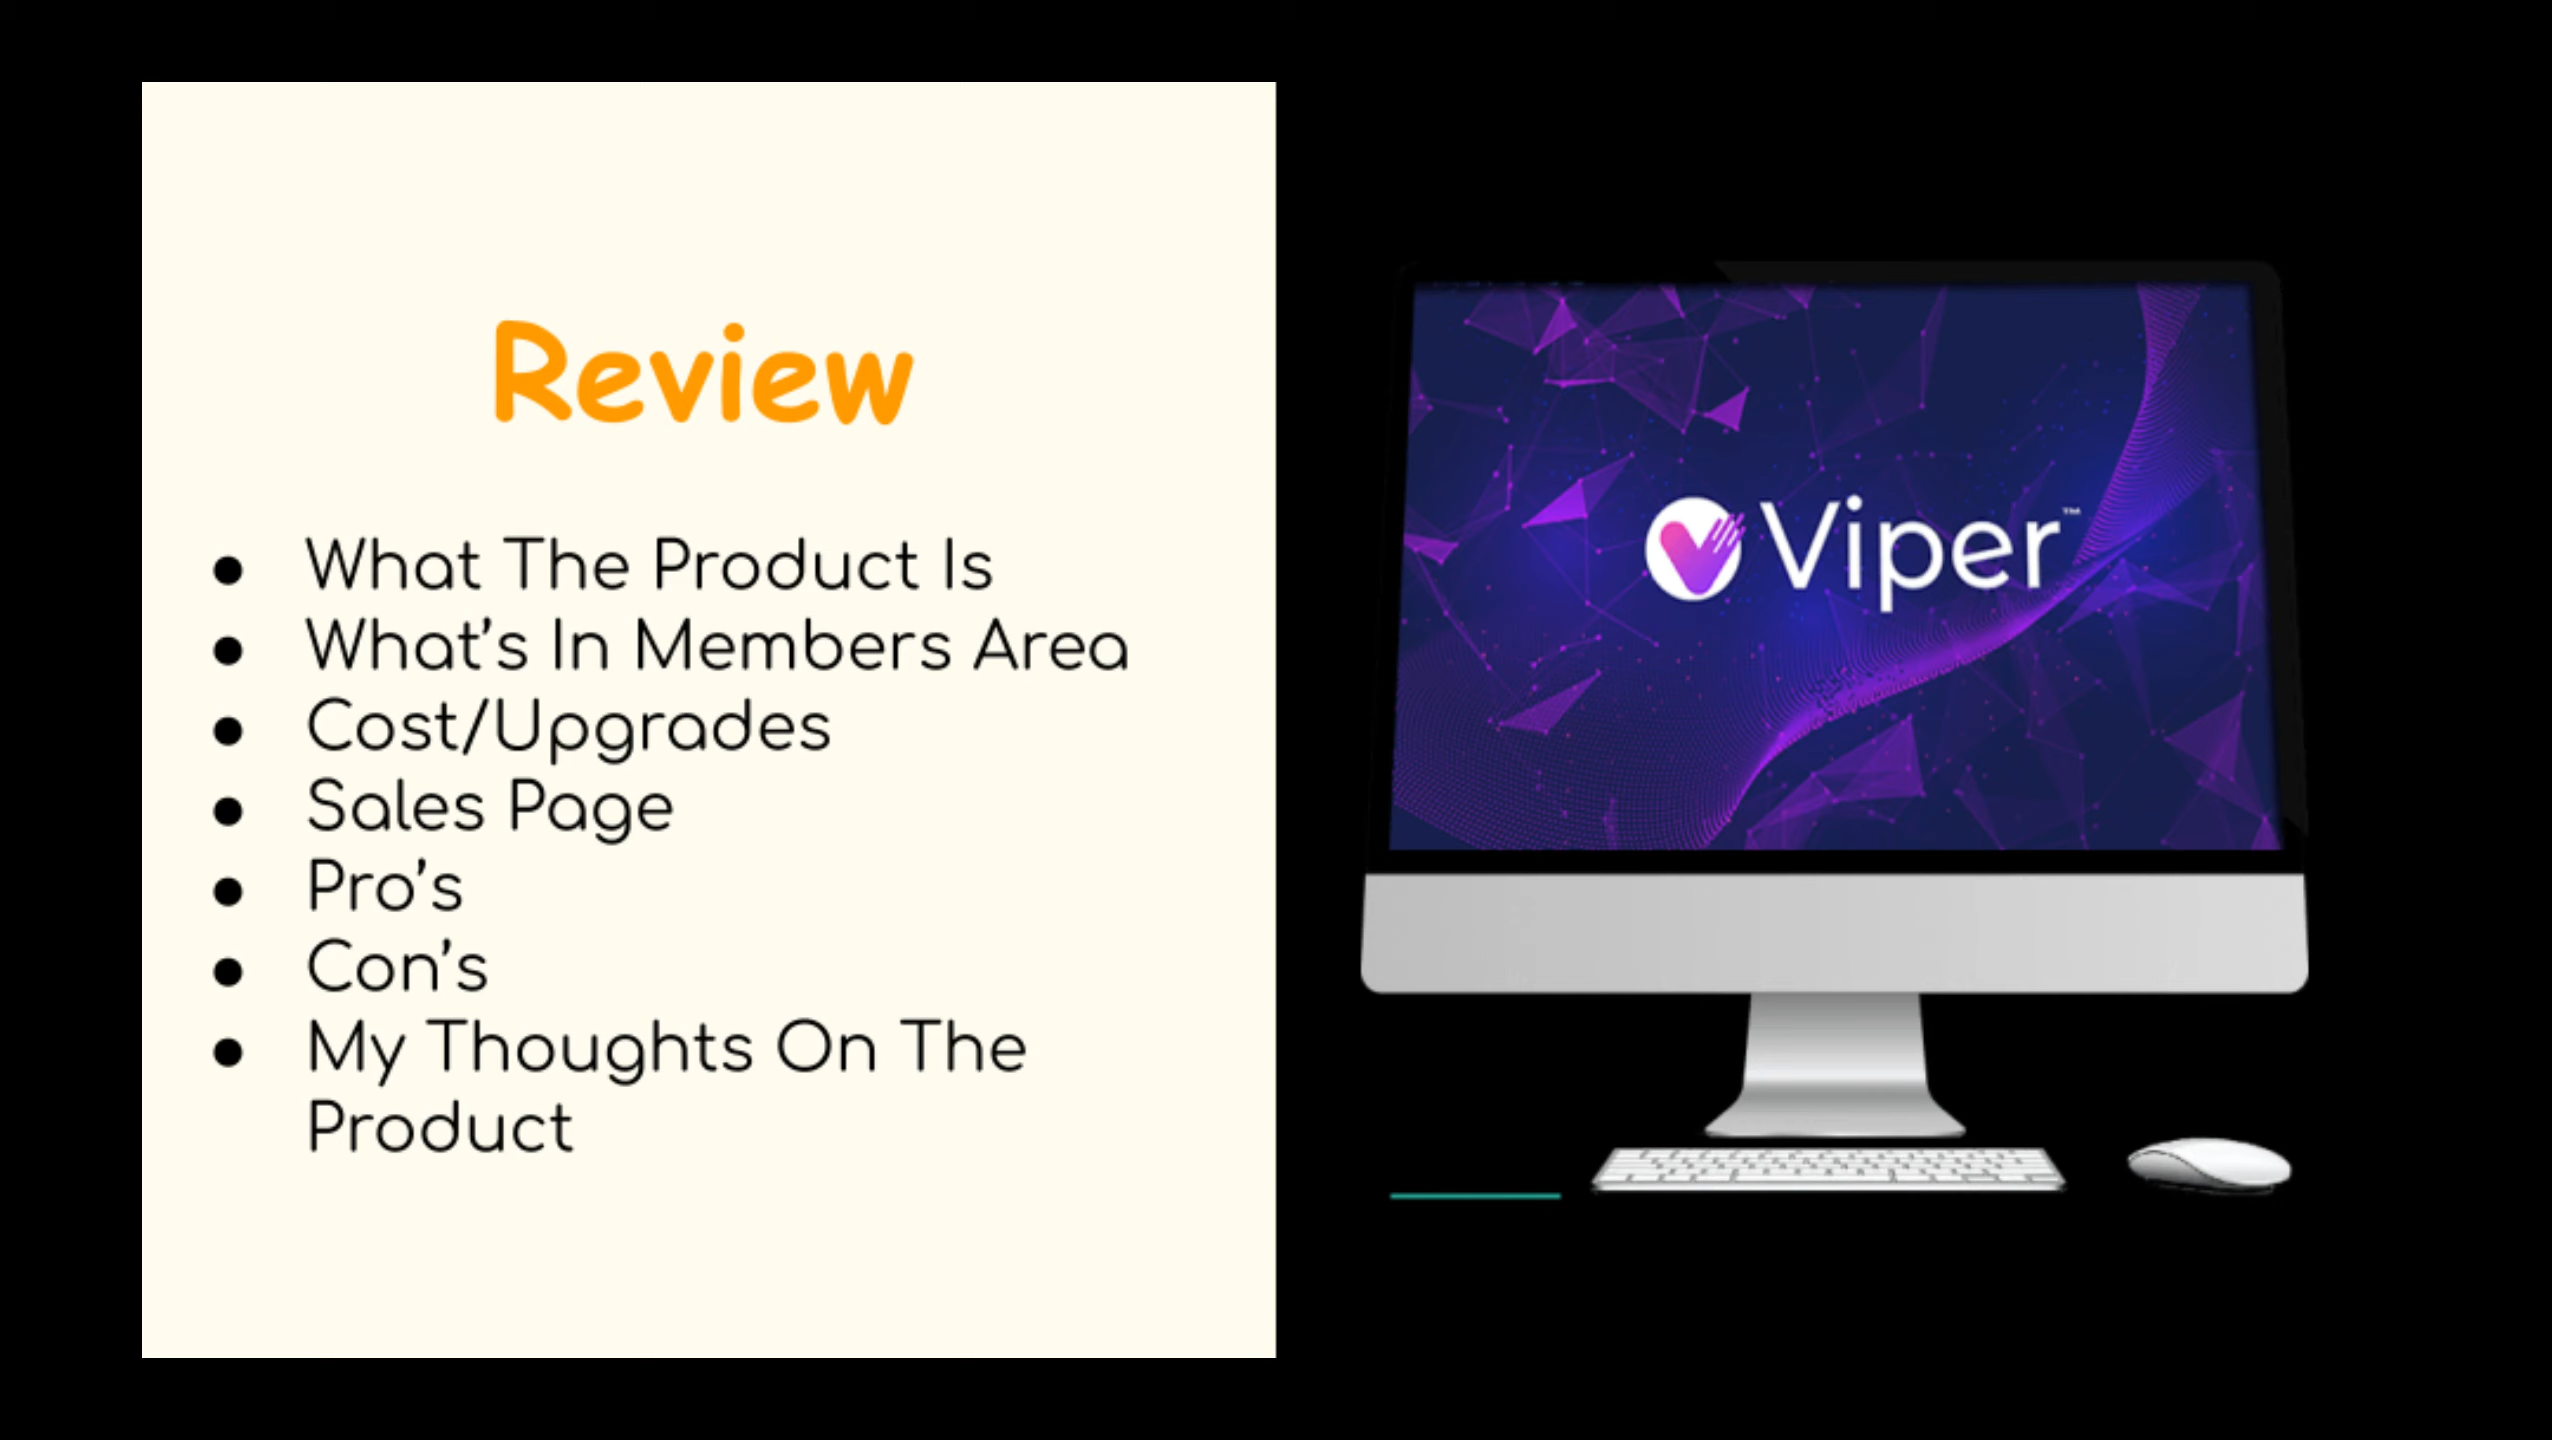 Review
● What The Product Is
● What’s In Members Area
● Cost/Upgrades
● Sales Page
● Pro’s
● Con’s
● My Thoughts On The
Product
Viper™